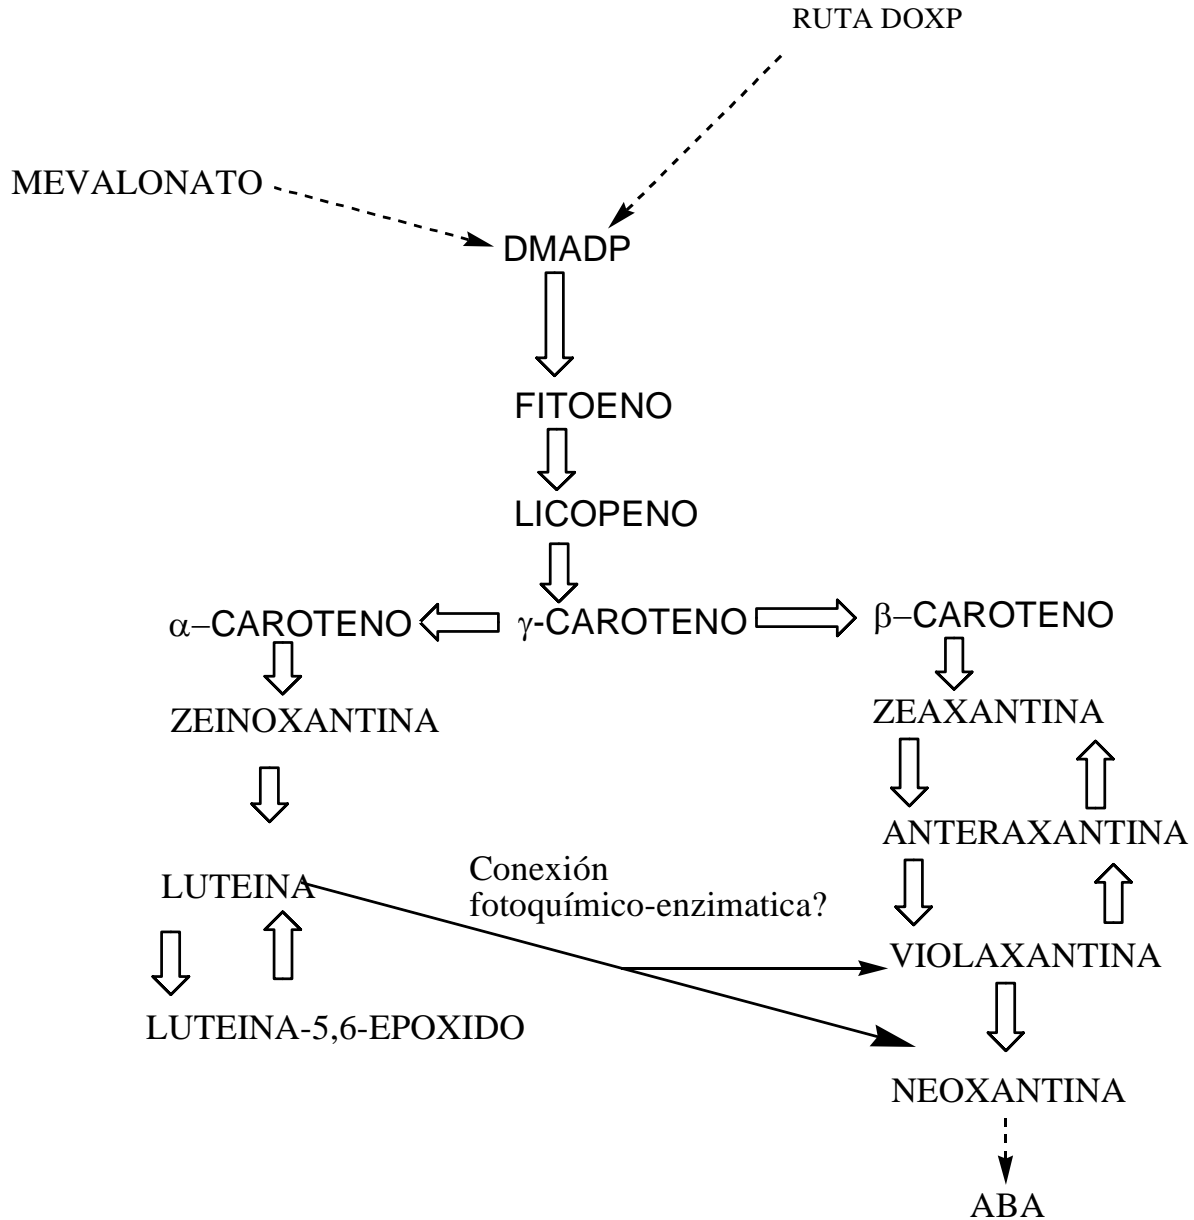 RUTA DOXP
MEVALONATO
DMADP
FITOENO
LICOPENO
α–CAROTENO
γ-CAROTENO
β–CAROTENO
ZEINOXANTINA
ZEAXANTINA
ANTERAXANTINA
Conexión
fotoquímico-enzimatica?
LUTEINA
VIOLAXANTINA
LUTEINA-5,6-EPOXIDO
NEOXANTINA
ABA